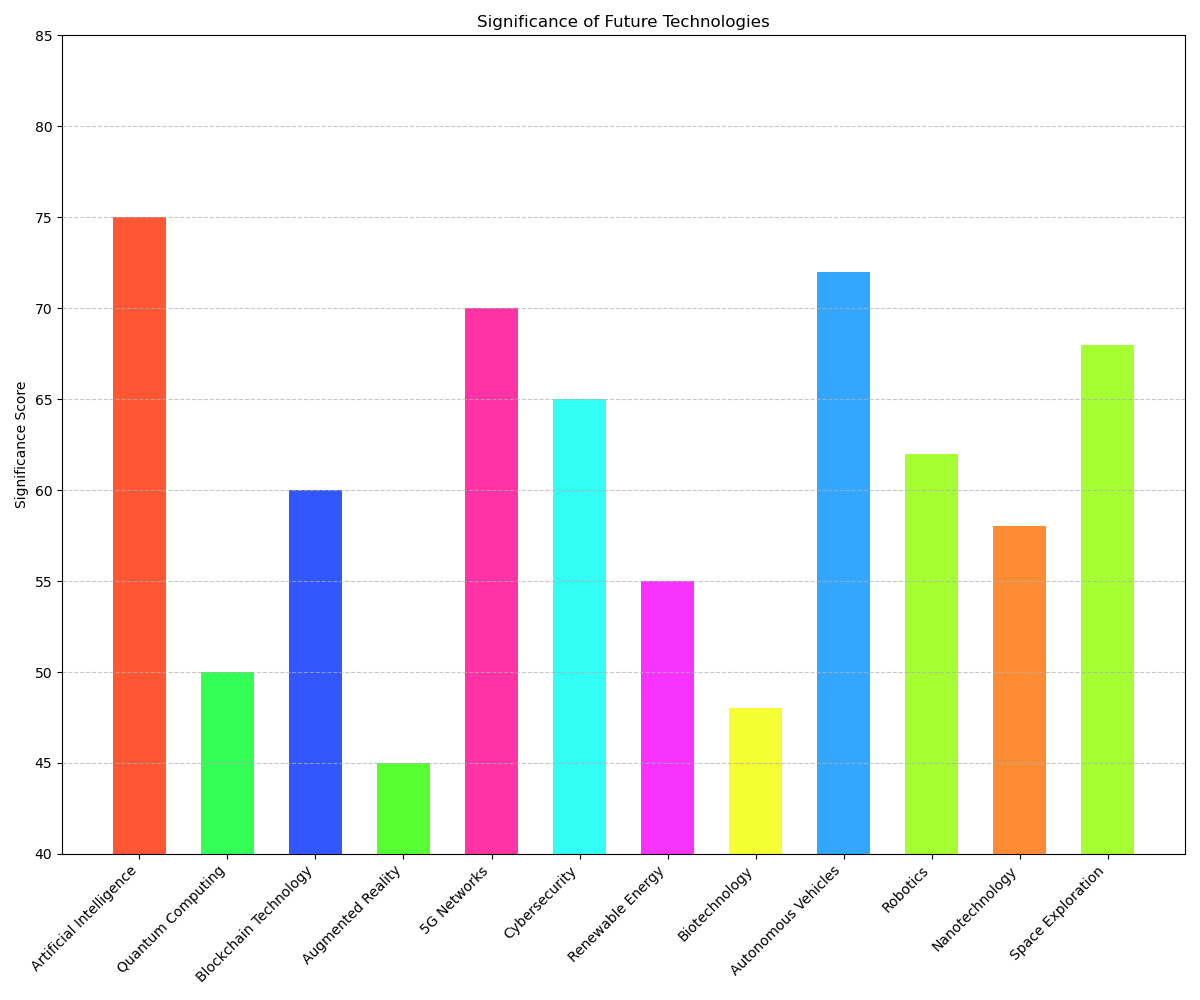 Significance of Future Technologies
Significance Score
85
80
75
70
65
60
55
50
45
40
Artificial Intelligence
Quantum Computing
Blockchain Technology
Augmented Reality
5G Networks
Cybersecurity
Renewable Energy
Biotechnology
Autonomous Vehicles
Robotics
Nanotechnology
Space Exploration